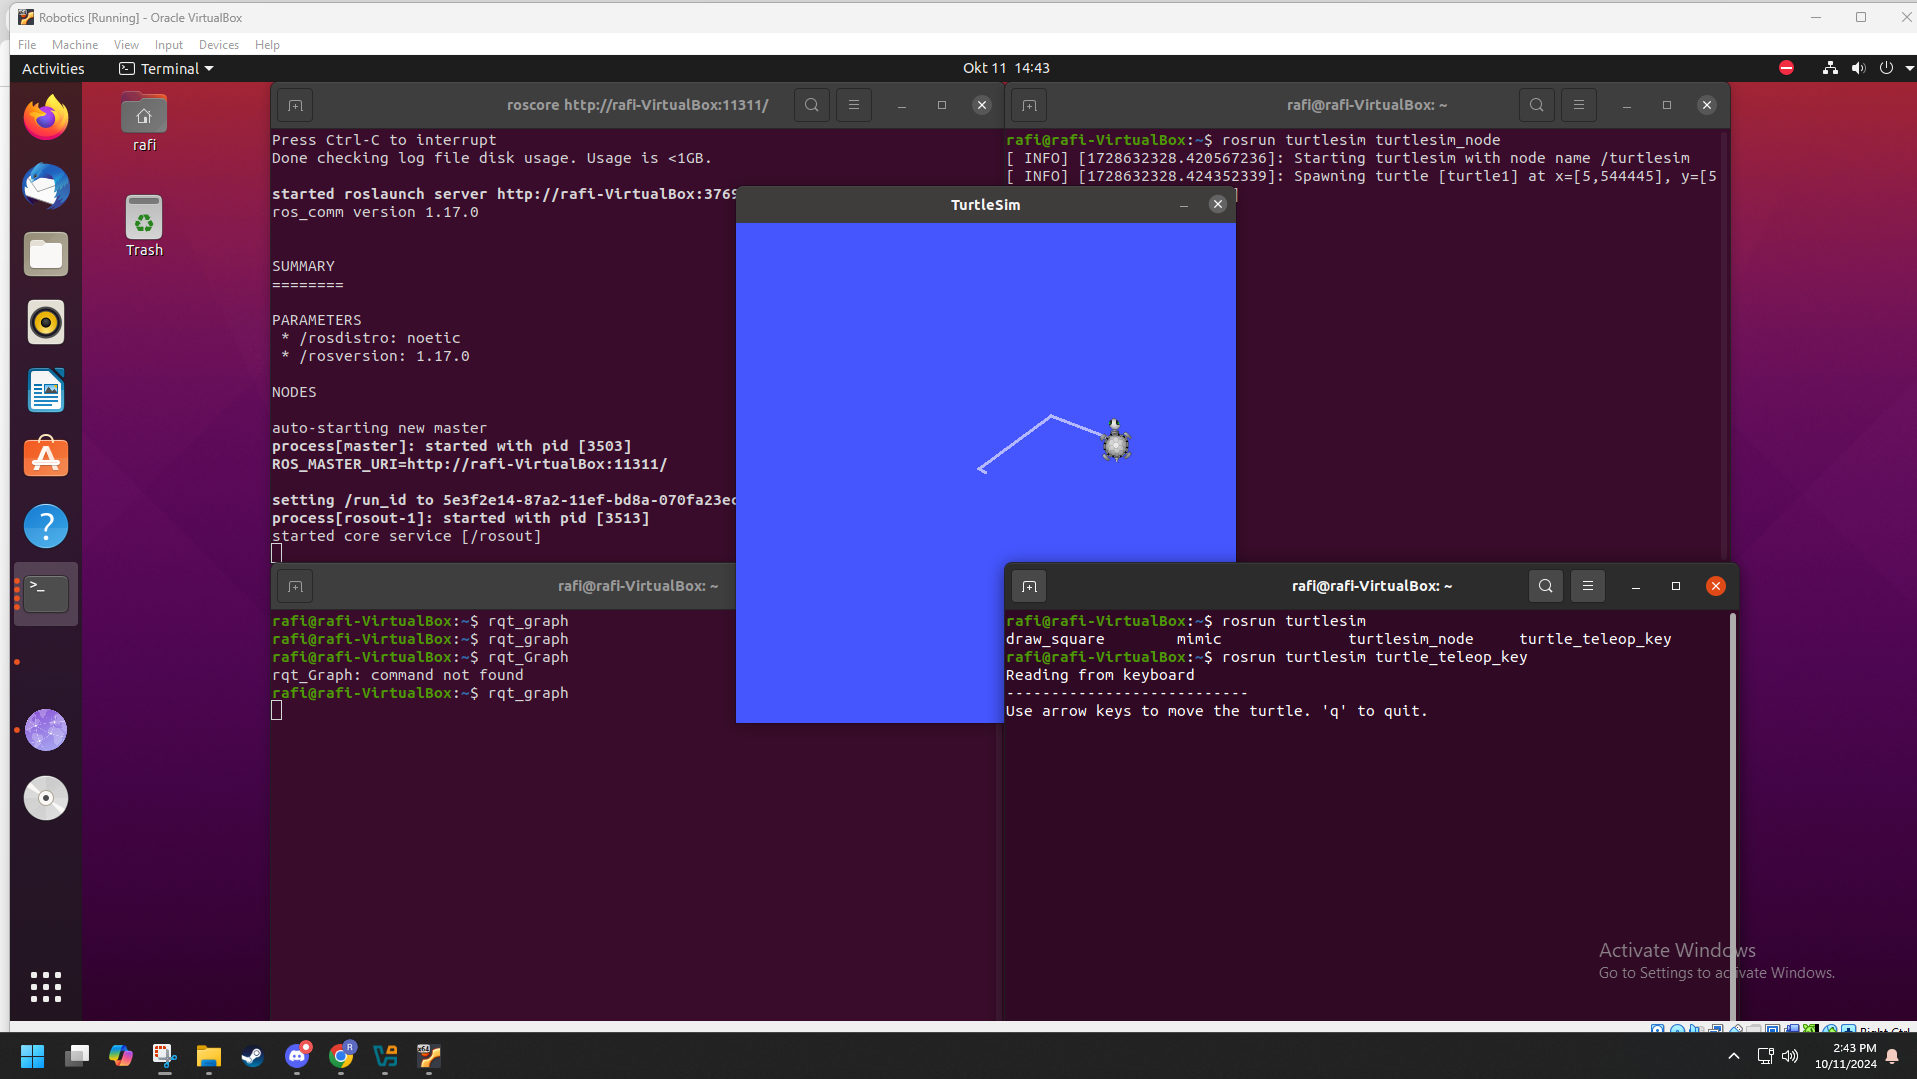 Robotics [Running] - Oracle VirtualBox
File Machine View Input Devices Help
Activities Terminal Okt 11 14:43
rafi
Trash
roscore http://rafi-VirtualBox:11311/
Press Ctrl-C to interrupt
Done checking log file disk usage. Usage is <1GB.
started roslaunch server http://rafi-VirtualBox:3769
ros_comm version 1.17.0
SUMMARY
========
PARAMETERS
* /rosdistro: noetic
* /rosversion: 1.17.0
NODES
auto-starting new master
process[master]: started with pid [3503]
ROS_MASTER_URI=http://rafi-VirtualBox:11311/
setting /run_id to 5e3f2e14-87a2-11ef-bd8a-070fa23ec
process[rosout-1]: started with pid [3513]
started core service [/rosout]
rafi@rafi-VirtualBox: ~
rafi@rafi-VirtualBox:~$ rosrun turtlesim turtlesim_node
[ INFO] [1728632328.420567236]: Starting turtlesim with node name /turtlesim
[ INFO] [1728632328.424352339]: Spawning turtle [turtle1] at x=[5,544445], y=[5
]
TurtleSim
rafi@rafi-VirtualBox: ~
rafi@rafi-VirtualBox:~$ rqt_graph
rafi@rafi-VirtualBox:~$ rqt_graph
rafi@rafi-VirtualBox:~$ rqt_Graph
rqt_Graph: command not found
rafi@rafi-VirtualBox:~$ rqt_graph
rafi@rafi-VirtualBox: ~
rafi@rafi-VirtualBox:~$ rosrun turtlesim
draw_square mimic turtlesim_node turtle_teleop_key
rafi@rafi-VirtualBox:~$ rosrun turtlesim turtle_teleop_key
Reading from keyboard
---------------------------
Use arrow keys to move the turtle. 'q' to quit.
Activate Windows
Go to Settings to activate Windows.
Right Ctrl
2:43 PM
10/11/2024